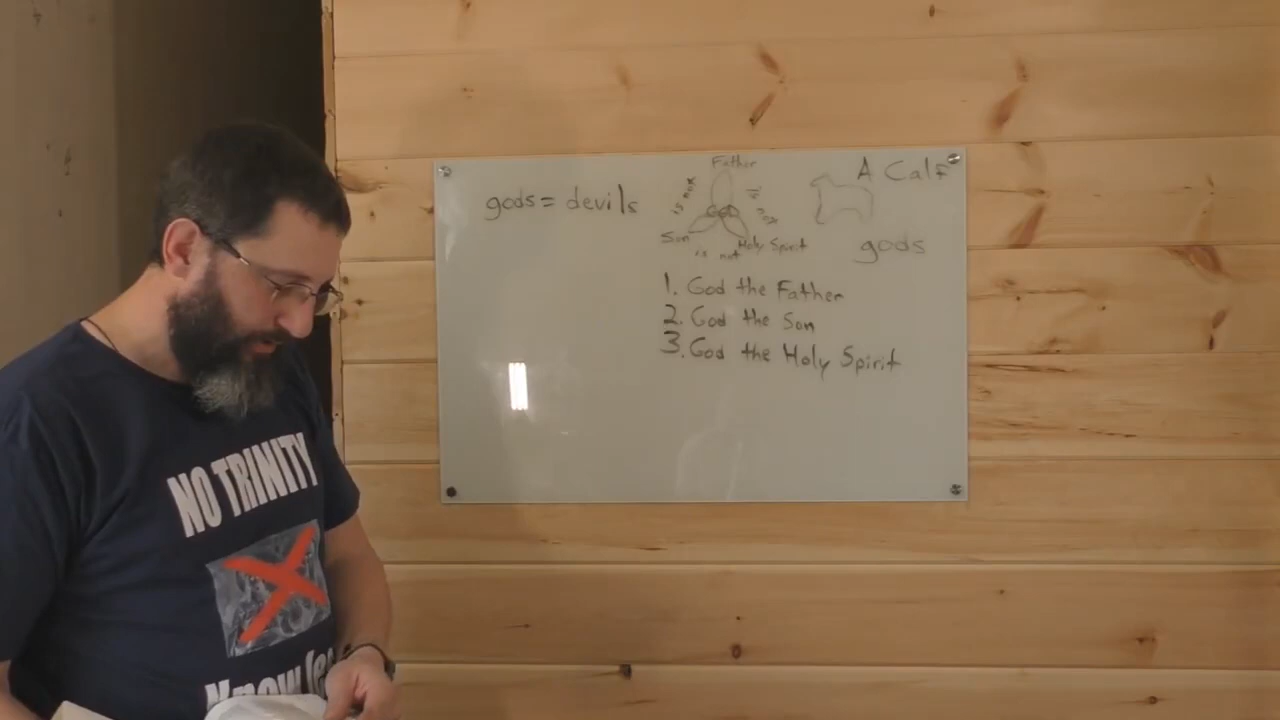 gods = devils
Father
is not
is not
God
Son
Holy Spirit
is not
A Calf
gods
1. God the Father
2. God the Son
3. God the Holy Spirit
NO TRINITY